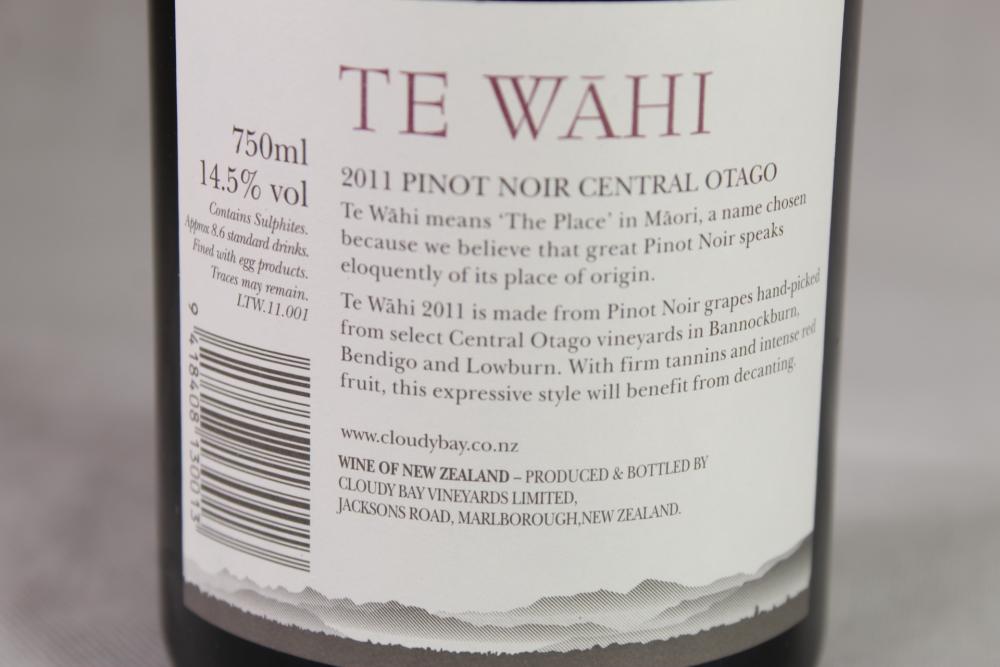 TE WĀHI
2011 PINOT NOIR CENTRAL OTAGO
Te Wāhi means ‘The Place’ in Māori, a name chosen
because we believe that great Pinot Noir speaks
eloquently of its place of origin.
Te Wāhi 2011 is made from Pinot Noir grapes hand-picked
from select Central Otago vineyards in Bannockburn,
Bendigo and Lowburn. With firm tannins and intense red
fruit, this expressive style will benefit from decanting.
www.cloudybay.co.nz
WINE OF NEW ZEALAND – PRODUCED & BOTTLED BY
CLOUDY BAY VINEYARDS LIMITED,
JACKSONS ROAD, MARLBOROUGH,NEW ZEALAND.
750ml
14.5% vol
Contains Sulphites.
Approx 8.6 standard drinks.
Fined with egg products.
Traces may remain.
LTW.11.001
9 418408 130013